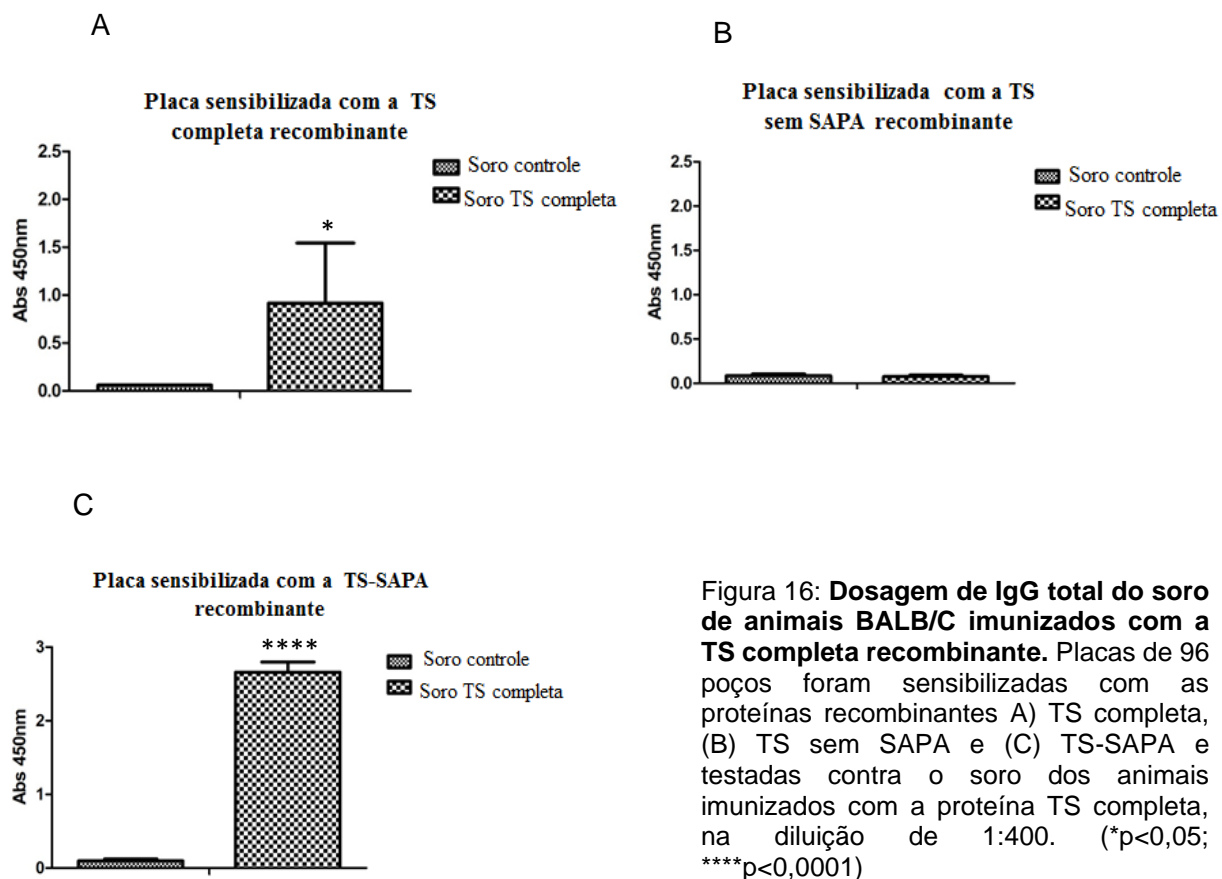 A
Placa sensibilizada com a TS
completa recombinante
2.5
2.0
1.5
1.0
0.5
0.0
Abs 450nm
*
Soro controle
Soro TS completa
B
Placa sensibilizada com a TS
sem SAPA recombinante
2.5
2.0
1.5
1.0
0.5
0.0
Abs 450nm
Soro controle
Soro TS completa
C
Placa sensibilizada com a TS-SAPA
recombinante
3
2
1
0
Abs 450nm
****
Soro controle
Soro TS completa
Figura 16: Dosagem de IgG total do soro
de animais BALB/C imunizados com a
TS completa recombinante. Placas de 96
poços foram sensibilizadas com as
proteínas recombinantes A) TS completa,
(B) TS sem SAPA e (C) TS-SAPA e
testadas contra o soro dos animais
imunizados com a proteína TS completa,
na diluição de 1:400. (*p<0,05;
****p<0,0001)